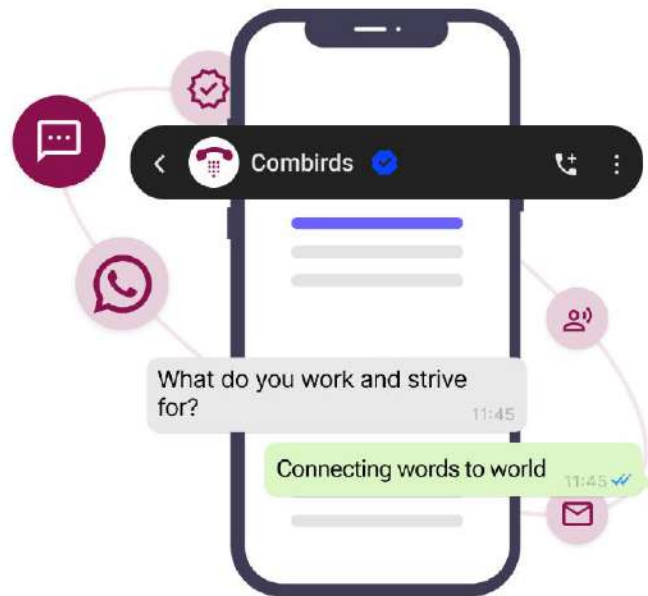 Combirds
What do you work and strive
for?
11:45
Connecting words to world
11:45